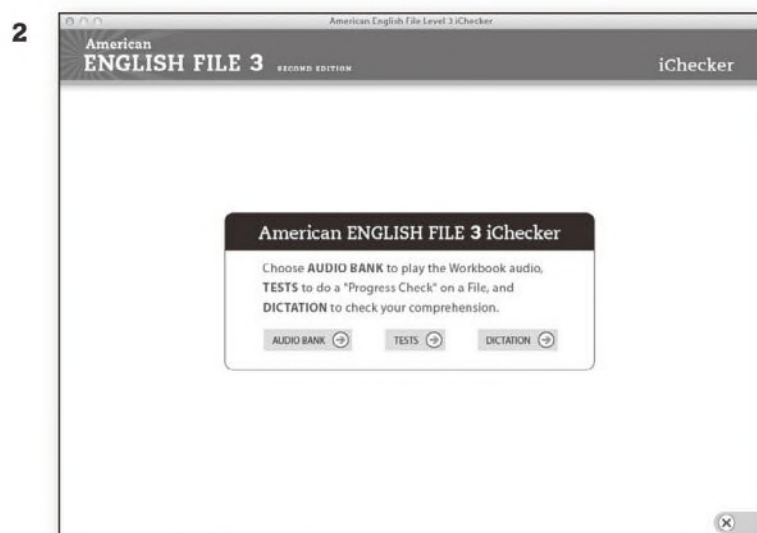 2
American English File Level 3 iChecker
American
ENGLISH FILE 3 SECOND EDITION
iChecker
American ENGLISH FILE 3 iChecker
Choose AUDIO BANK to play the Workbook audio,
TESTS to do a "Progress Check" on a File, and
DICTATION to check your comprehension.
AUDIO BANK TESTS DICTATION